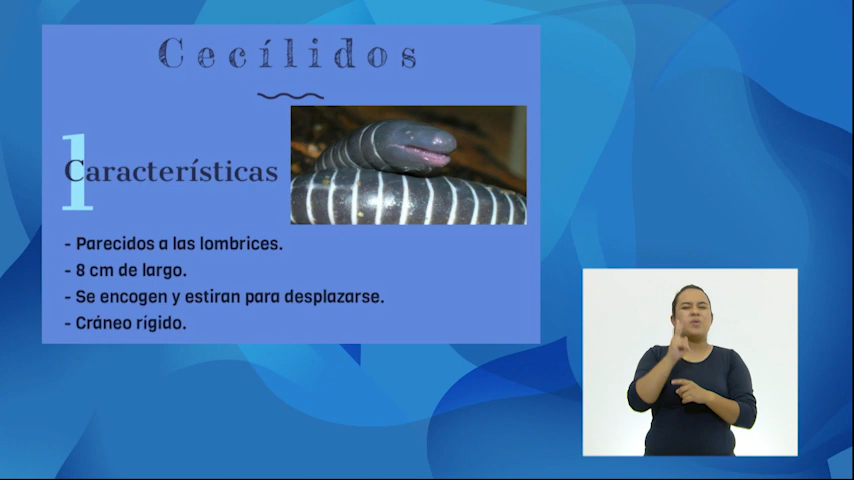 Cecílidos
1
Características
- Parecidos a las lombrices.
- 8 cm de largo.
- Se encogen y estiran para desplazarse.
- Cráneo rígido.